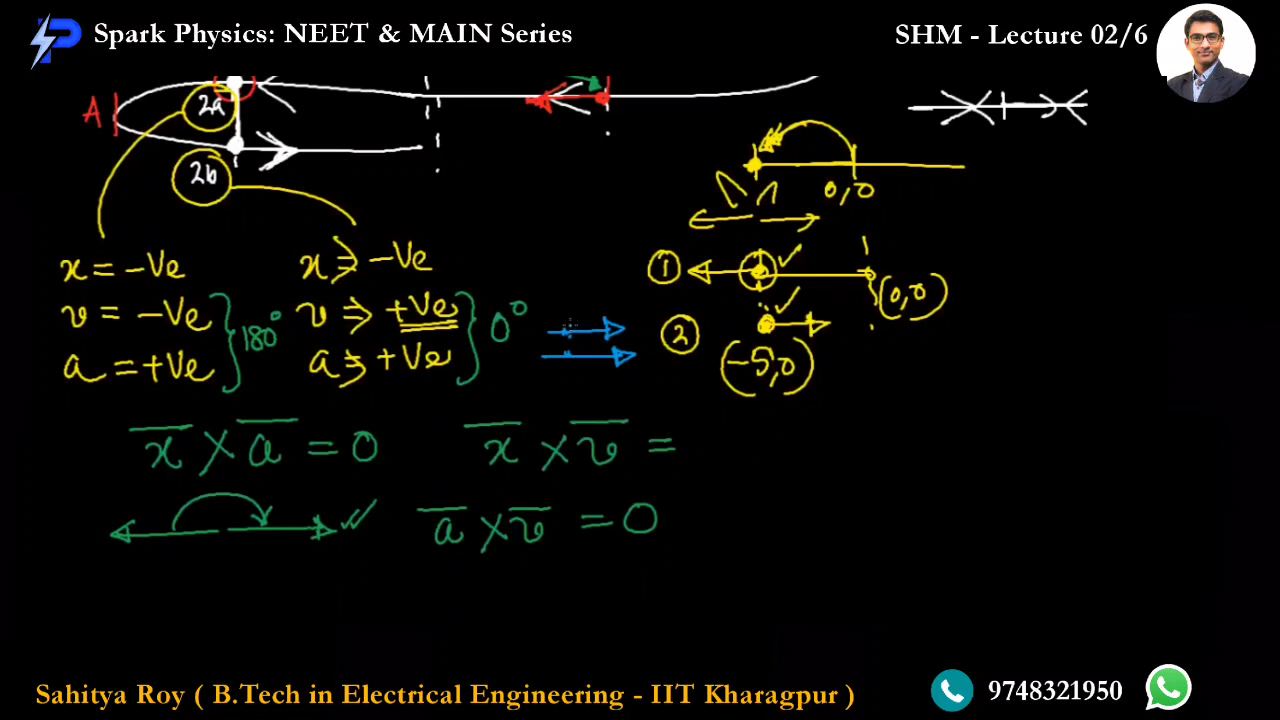 Spark Physics: NEET & MAIN Series
SHM - Lecture 02/6
A
2a
2b
0,0
x = -Ve
v = -Ve
a = +Ve
180°
x ⇒ -Ve
v ⇒ +Ve
a ⇒ +Ve
0°
1
(0,0)
2
(-5,0)
x̅ × a̅ = 0
x̅ × v̅ =
a̅ × v̅ = 0
Sahitya Roy ( B.Tech in Electrical Engineering - IIT Kharagpur )
9748321950